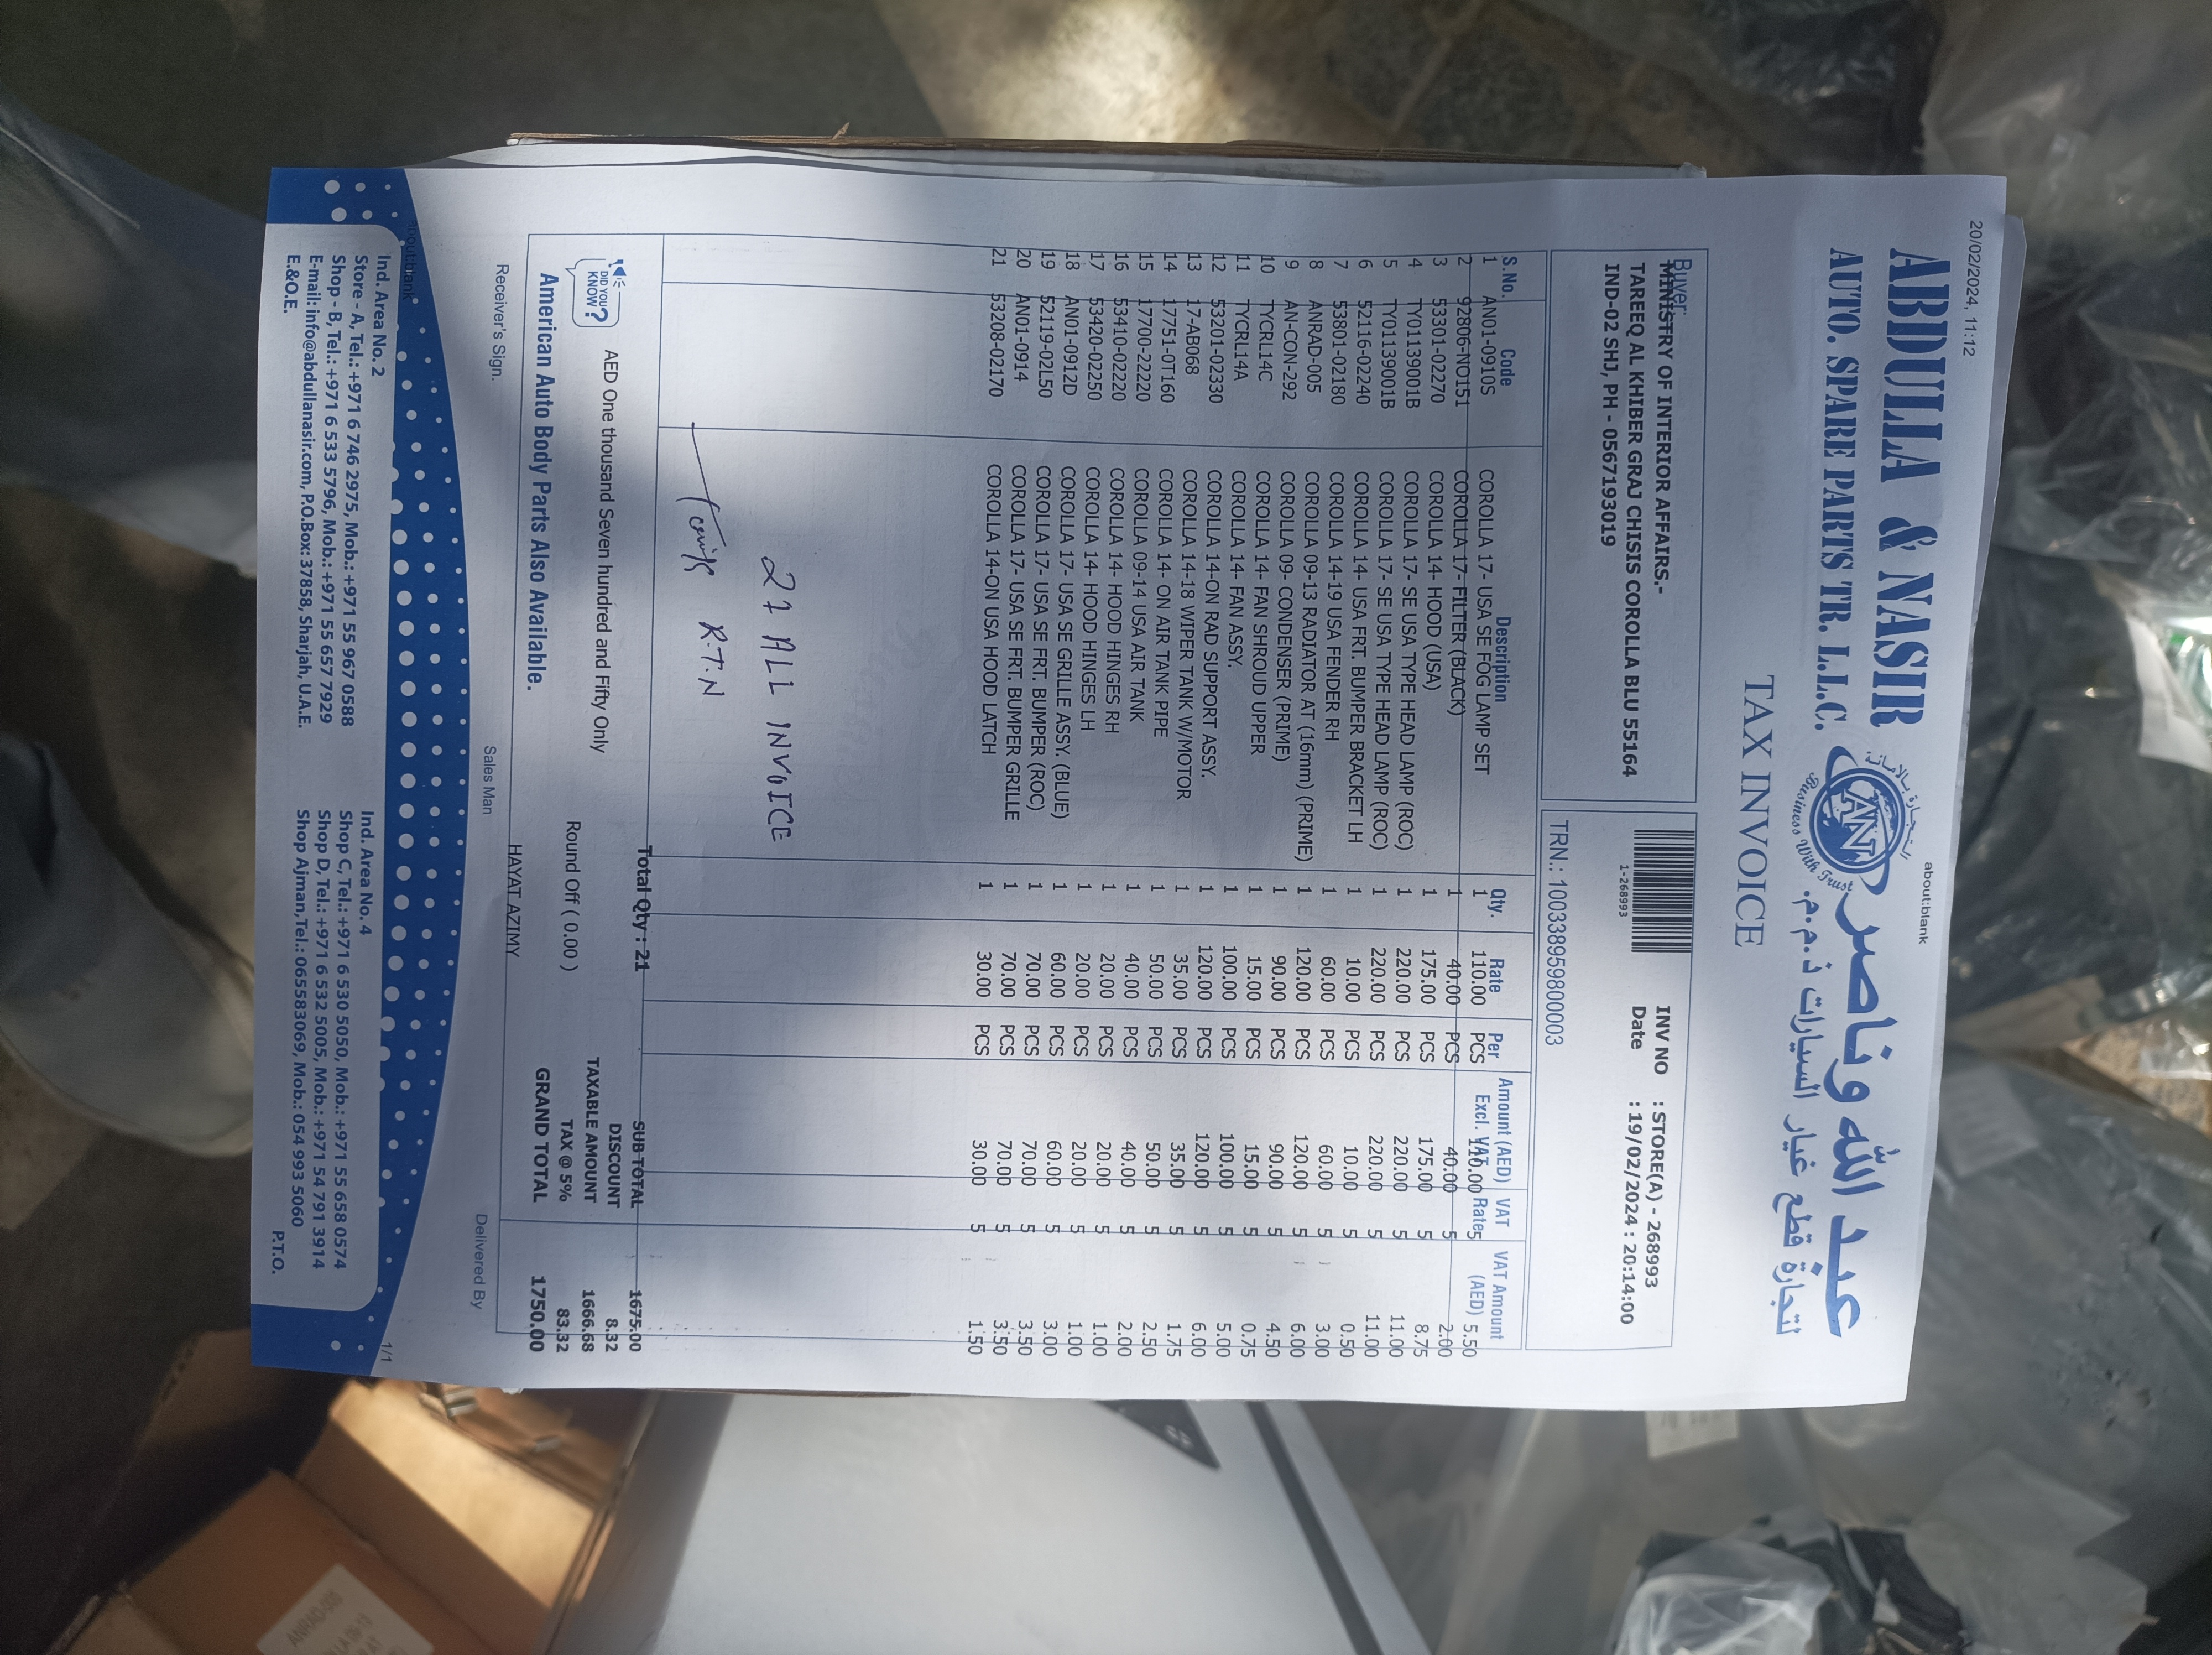 20/02/2024, 11:12
about:blank
ABDULLA & NASIR
AUTO. SPARE PARTS TR. L.L.C.
عبد الله وناصر
لتجارة قطع غيار السيارات ذ.م.م.
التجارة بالامانة
AN
Business With Trust
TAX INVOICE
Buyer:
MINISTRY OF INTERIOR AFFAIRS.-
TAREEQ AL KHIBER GRAJ CHISIS COROLLA BLU 55164
IND-02 SHJ, PH - 0567193019
1-268993
INV NO : STORE(A) - 268993
Date : 19/02/2024 : 20:14:00
TRN.: 100338959800003
S.No. Code Description Qty. Rate Per Amount (AED) Excl. VAT VAT Rate VAT Amount (AED)
1 AN01-0910S COROLLA 17- USA SE FOG LAMP SET 1 110.00 PCS 110.00 5 5.50
2 92806-NO151 COROLLA 17- FILTER (BLACK) 1 40.00 PCS 40.00 5 2.00
3 53301-02270 COROLLA 14- HOOD (USA) 1 175.00 PCS 175.00 5 8.75
4 TY01139001B COROLLA 17- SE USA TYPE HEAD LAMP (ROC) 1 220.00 PCS 220.00 5 11.00
5 TY01139001B COROLLA 17- SE USA TYPE HEAD LAMP (ROC) 1 220.00 PCS 220.00 5 11.00
6 52116-02240 COROLLA 14- USA FRT. BUMPER BRACKET LH 1 10.00 PCS 10.00 5 0.50
7 53801-02180 COROLLA 14-19 USA FENDER RH 1 60.00 PCS 60.00 5 3.00
8 ANRAD-005 COROLLA 09-13 RADIATOR AT (16mm) (PRIME) 1 120.00 PCS 120.00 5 6.00
9 AN-CON-292 COROLLA 09- CONDENSER (PRIME) 1 90.00 PCS 90.00 5 4.50
10 TYCRL14C COROLLA 14- FAN SHROUD UPPER 1 15.00 PCS 15.00 5 0.75
11 TYCRL14A COROLLA 14- FAN ASSY. 1 100.00 PCS 100.00 5 5.00
12 53201-02330 COROLLA 14-ON RAD SUPPORT ASSY. 1 120.00 PCS 120.00 5 6.00
13 17-AB068 COROLLA 14-18 WIPER TANK W/MOTOR 1 35.00 PCS 35.00 5 1.75
14 17751-0T160 COROLLA 14- ON AIR TANK PIPE 1 50.00 PCS 50.00 5 2.50
15 17700-22220 COROLLA 09-14 USA AIR TANK 1 40.00 PCS 40.00 5 2.00
16 53410-02220 COROLLA 14- HOOD HINGES RH 1 20.00 PCS 20.00 5 1.00
17 53420-02250 COROLLA 14- HOOD HINGES LH 1 20.00 PCS 20.00 5 1.00
18 AN01-0912D COROLLA 17- USA SE GRILLE ASSY. (BLUE) 1 60.00 PCS 60.00 5 3.00
19 52119-02L50 COROLLA 17- USA SE FRT. BUMPER (ROC) 1 70.00 PCS 70.00 5 3.50
20 AN01-0914 COROLLA 17- USA SE FRT. BUMPER GRILLE 1 70.00 PCS 70.00 5 3.50
21 53208-02170 COROLLA 14-ON USA HOOD LATCH 1 30.00 PCS 30.00 5 1.50
21 ALL INVOICE
R.T.N
Total Qty : 21 SUB TOTAL 1675.00
AED One thousand Seven hundred and Fifty Only DISCOUNT 8.32
TAXABLE AMOUNT 1666.68
Round Off ( 0.00 ) TAX @ 5% 83.32
DID YOU KNOW?
American Auto Body Parts Also Available.
GRAND TOTAL 1750.00
HAYAT AZIMY
Receiver's Sign. Sales Man Delivered By
about:blank
1/1
Ind. Area No. 2
Store - A, Tel.: +971 6 746 2975, Mob.: +971 55 967 0588
Shop - B, Tel.: +971 6 533 5796, Mob.: +971 55 657 7929
E-mail: info@abdullanasir.com, P.O.Box: 37858, Sharjah, U.A.E.
E.&O.E.
Ind. Area No. 4
Shop C, Tel.: +971 6 530 5050, Mob.: +971 55 658 0574
Shop D, Tel.: +971 6 532 5005, Mob.: +971 54 791 3914
Shop Ajman,Tel.: 065583069, Mob.: 054 993 5060
P.T.O.
ANRAD-005